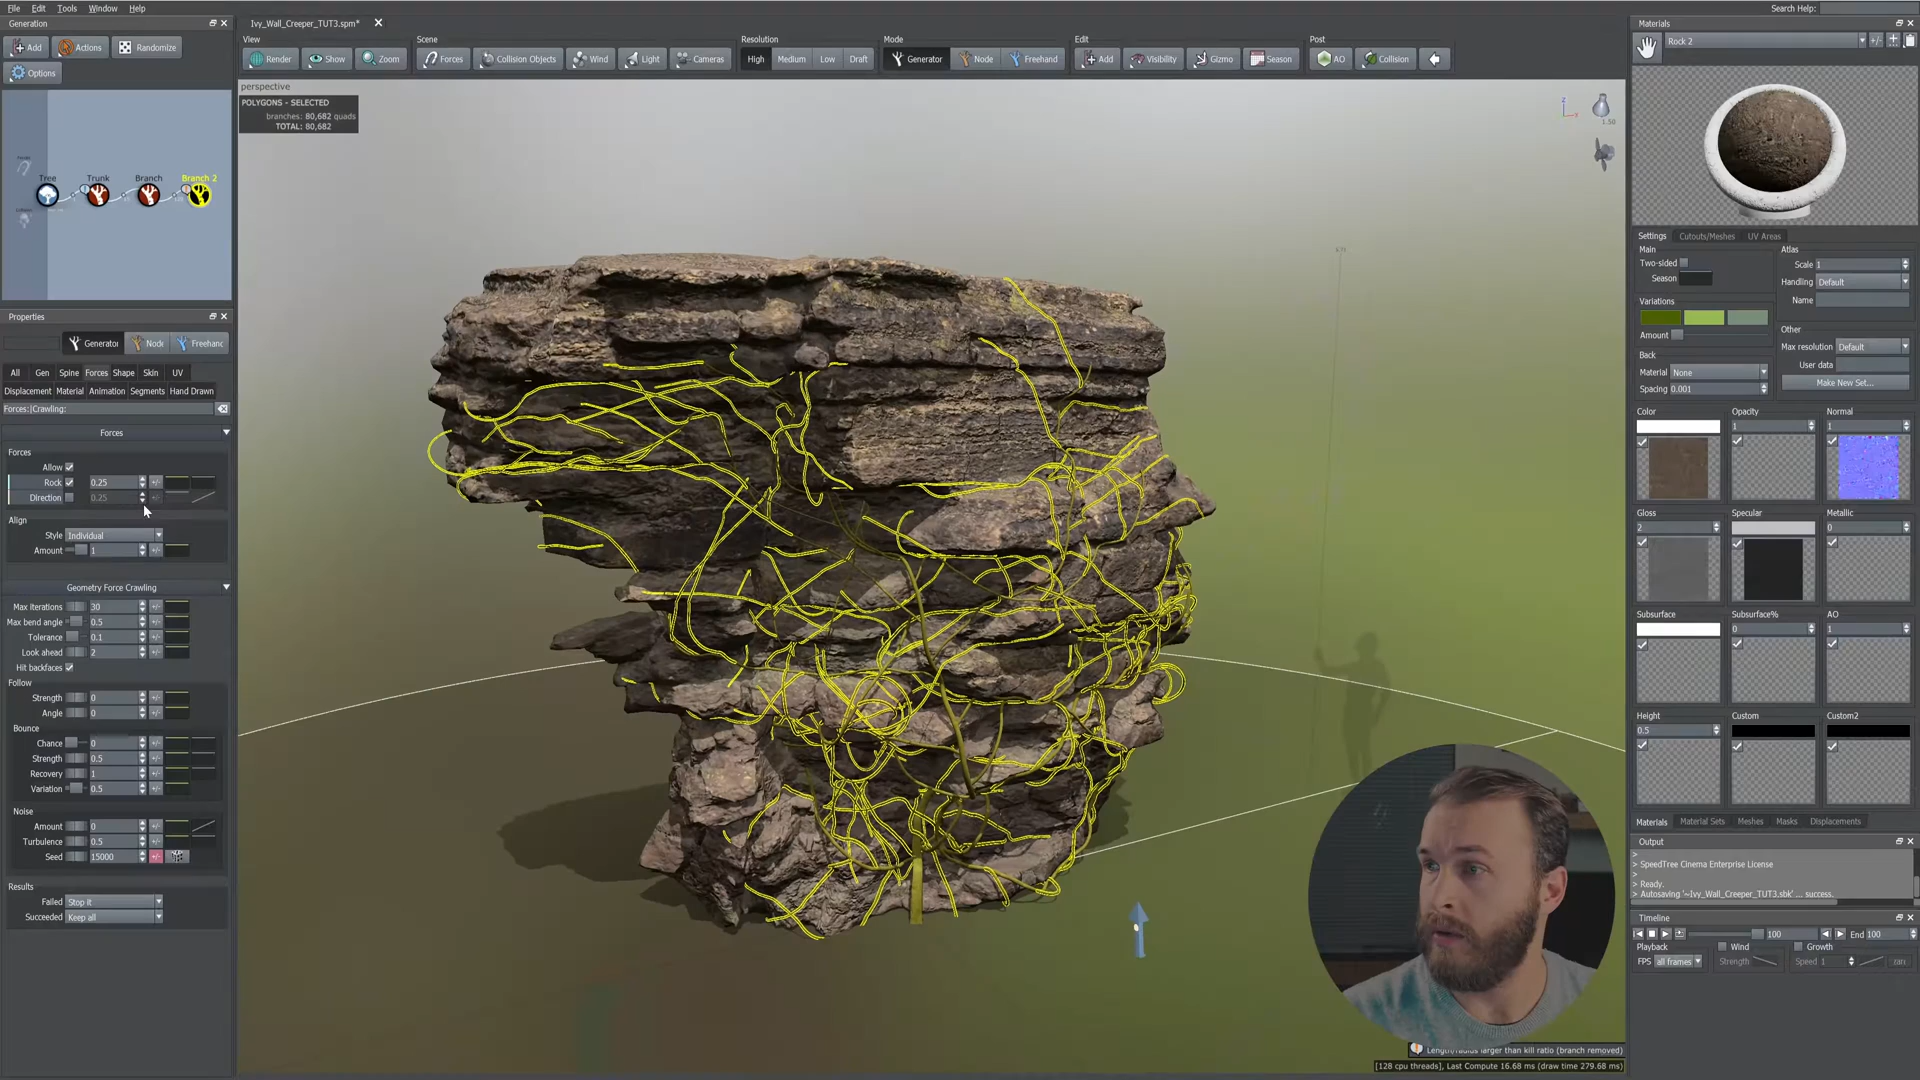 File Edit Tools Window Help
Search Help:
Generation
Add Actions Randomize
Options
Tree Trunk Branch Branch 2
Properties
Generator Node Freehand
All Gen Spine Forces Shape Skin UV
Displacement Material Animation Segments Hand Drawn
Forces:|Crawling:
Forces
Forces
Allow
Rock 0.25 +/-
Direction 0.25 +/-
Align
Style Individual
Amount 1 +/-
Geometry Force Crawling
Max iterations 30 +/-
Max bend angle 0.5 +/-
Tolerance 0.1 +/-
Look ahead 2 +/-
Hit backfaces
Follow
Strength 0 +/-
Angle 0 +/-
Bounce
Chance 0 +/-
Strength 0.5 +/-
Recovery 1 +/-
Variation 0.5 +/-
Noise
Amount 0 +/-
Turbulence 0.5 +/-
Seed 15000 +/-
Results
Failed Stop it
Succeeded Keep all
Ivy_Wall_Creeper_TUT3.spm*
View Scene Resolution Mode Edit Post
Render Show Zoom Forces Collision Objects Wind Light Cameras High Medium Low Draft Generator Node Freehand Add Visibility Gizmo Season AO Collision
perspective
POLYGONS - SELECTED
branches: 80,682 quads
TOTAL: 80,682
z
x
1.50
Length/radius larger than kill ratio (branch removed)
[128 cpu threads], Last Compute 16.68 ms (draw time 279.68 ms)
Materials
Rock 2 +/-
Settings Cutouts/Meshes UV Areas
Main
Two-sided
Season
Variations
Amount
Back
Material None
Spacing 0.001
Atlas
Scale 1
Handling Default
Name
Other
Max resolution Default
User data
Make New Set...
Color Opacity Normal
1 1
Gloss Specular Metallic
2 0
Subsurface Subsurface% AO
0 1
Height Custom Custom2
0.5
Materials Material Sets Meshes Masks Displacements
Output
>
> SpeedTree Cinema Enterprise License
>
> Ready.
> Autosaving '~Ivy_Wall_Creeper_TUT3.sbk' ... success.
Timeline
100 End 100
Playback Wind Growth
FPS all frames Strength Speed 1